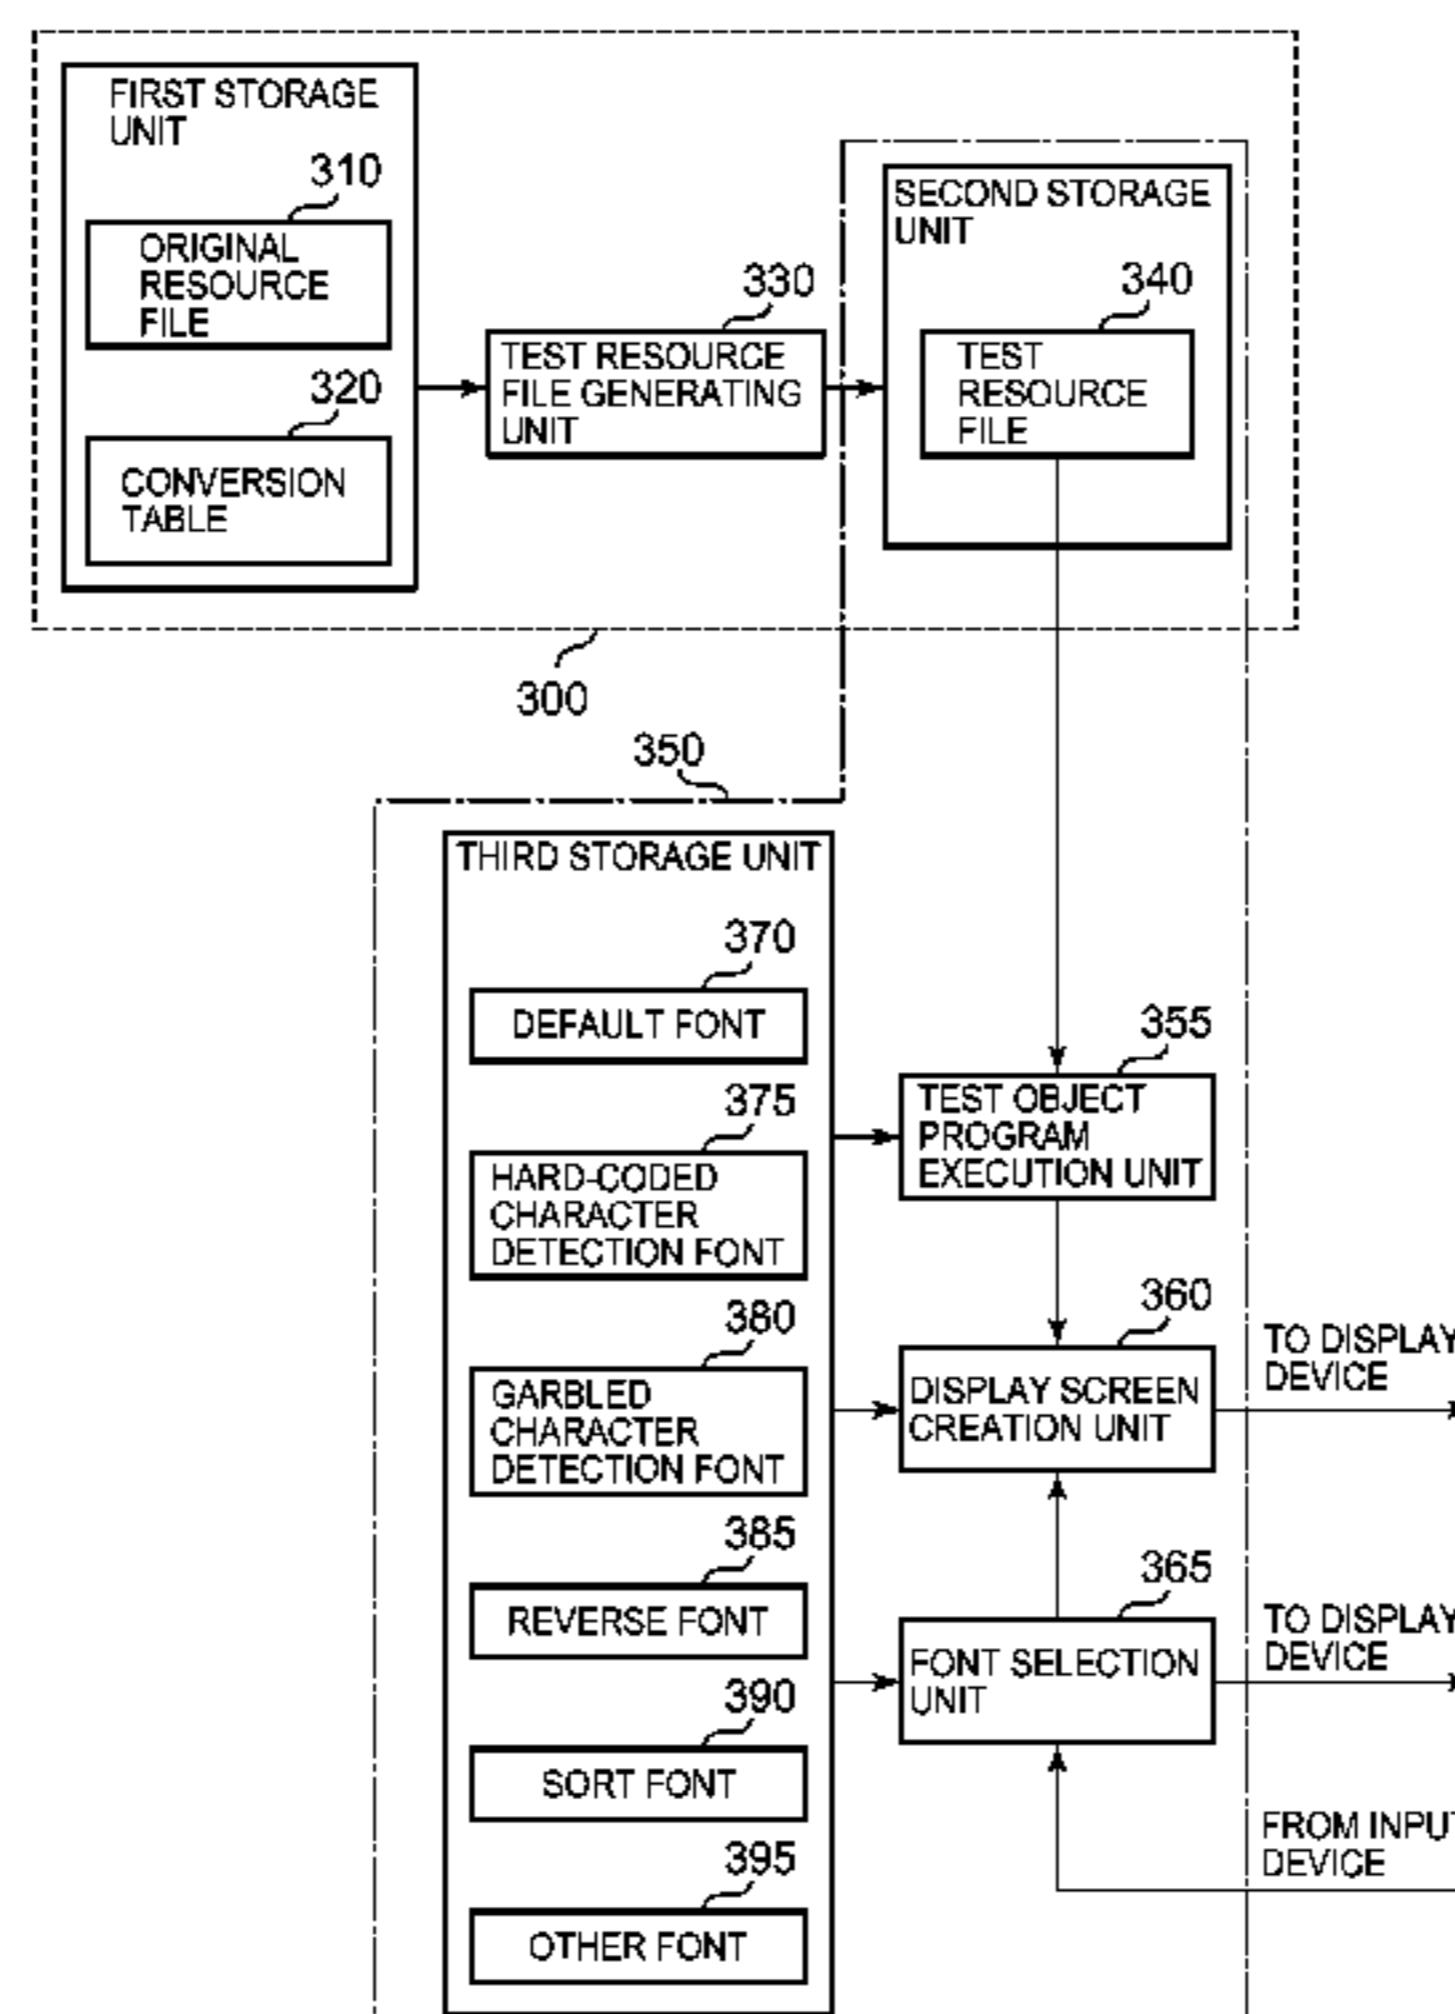 FIRST STORAGE
UNIT
310
ORIGINAL
RESOURCE
FILE
320
CONVERSION
TABLE
330
TEST RESOURCE
FILE GENERATING
UNIT
SECOND STORAGE
UNIT
340
TEST
RESOURCE
FILE
300
350
THIRD STORAGE UNIT
370
DEFAULT FONT
375
HARD-CODED
CHARACTER
DETECTION FONT
380
GARBLED
CHARACTER
DETECTION FONT
385
REVERSE FONT
390
SORT FONT
395
OTHER FONT
355
TEST OBJECT
PROGRAM
EXECUTION UNIT
360
DISPLAY SCREEN
CREATION UNIT
TO DISPLAY
DEVICE
365
FONT SELECTION
UNIT
TO DISPLAY
DEVICE
FROM INPUT
DEVICE